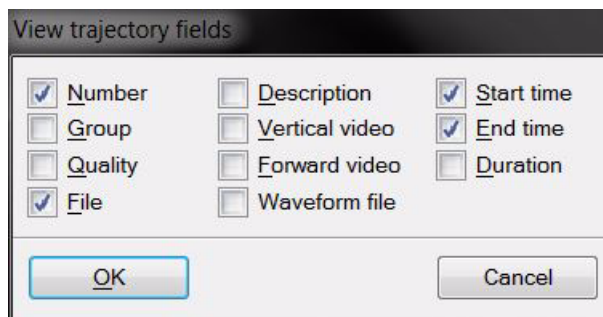 View trajectory fields
Number Description Start time
Group Vertical video End time
Quality Forward video Duration
File Waveform file
OK Cancel